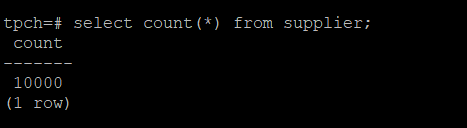 tpch=# select count(*) from supplier;
count
-------
10000
(1 row)